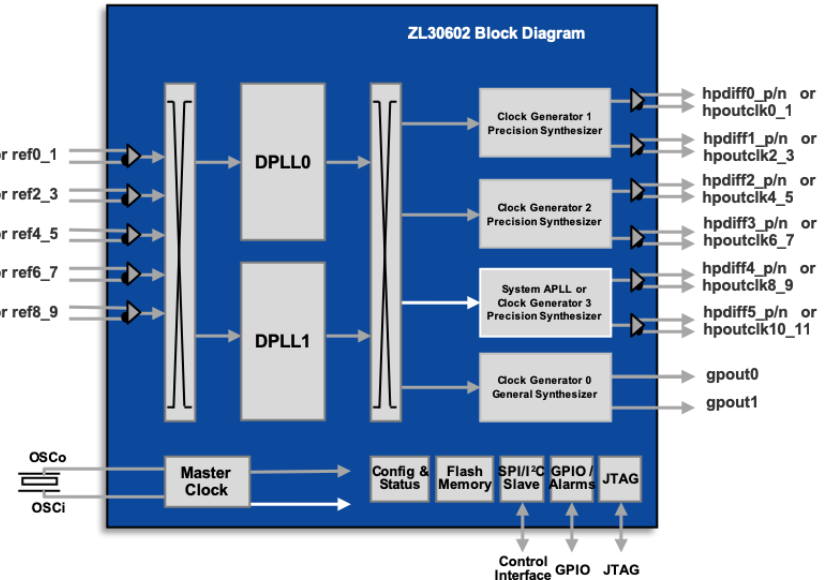 ZL30602 Block Diagram
hpdiff0_p/n or
hpoutclk0_1
Clock Generator 1
Precision Synthesizer
hpdiff1_p/n or
hpoutclk2_3
or ref0_1
DPLL0
hpdiff2_p/n or
hpoutclk4_5
or ref2_3
Clock Generator 2
Precision Synthesizer
hpdiff3_p/n or
hpoutclk6_7
or ref4_5
or ref6_7
hpdiff4_p/n or
hpoutclk8_9
System APLL or
Clock Generator 3
Precision Synthesizer
or ref8_9
hpdiff5_p/n or
hpoutclk10_11
DPLL1
Clock Generator 0
General Synthesizer
gpout0
gpout1
OSCo
OSCi
Master
Clock
Config &
Status
Flash
Memory
SPI/I²C
Slave
GPIO /
Alarms
JTAG
Control
Interface
GPIO
JTAG